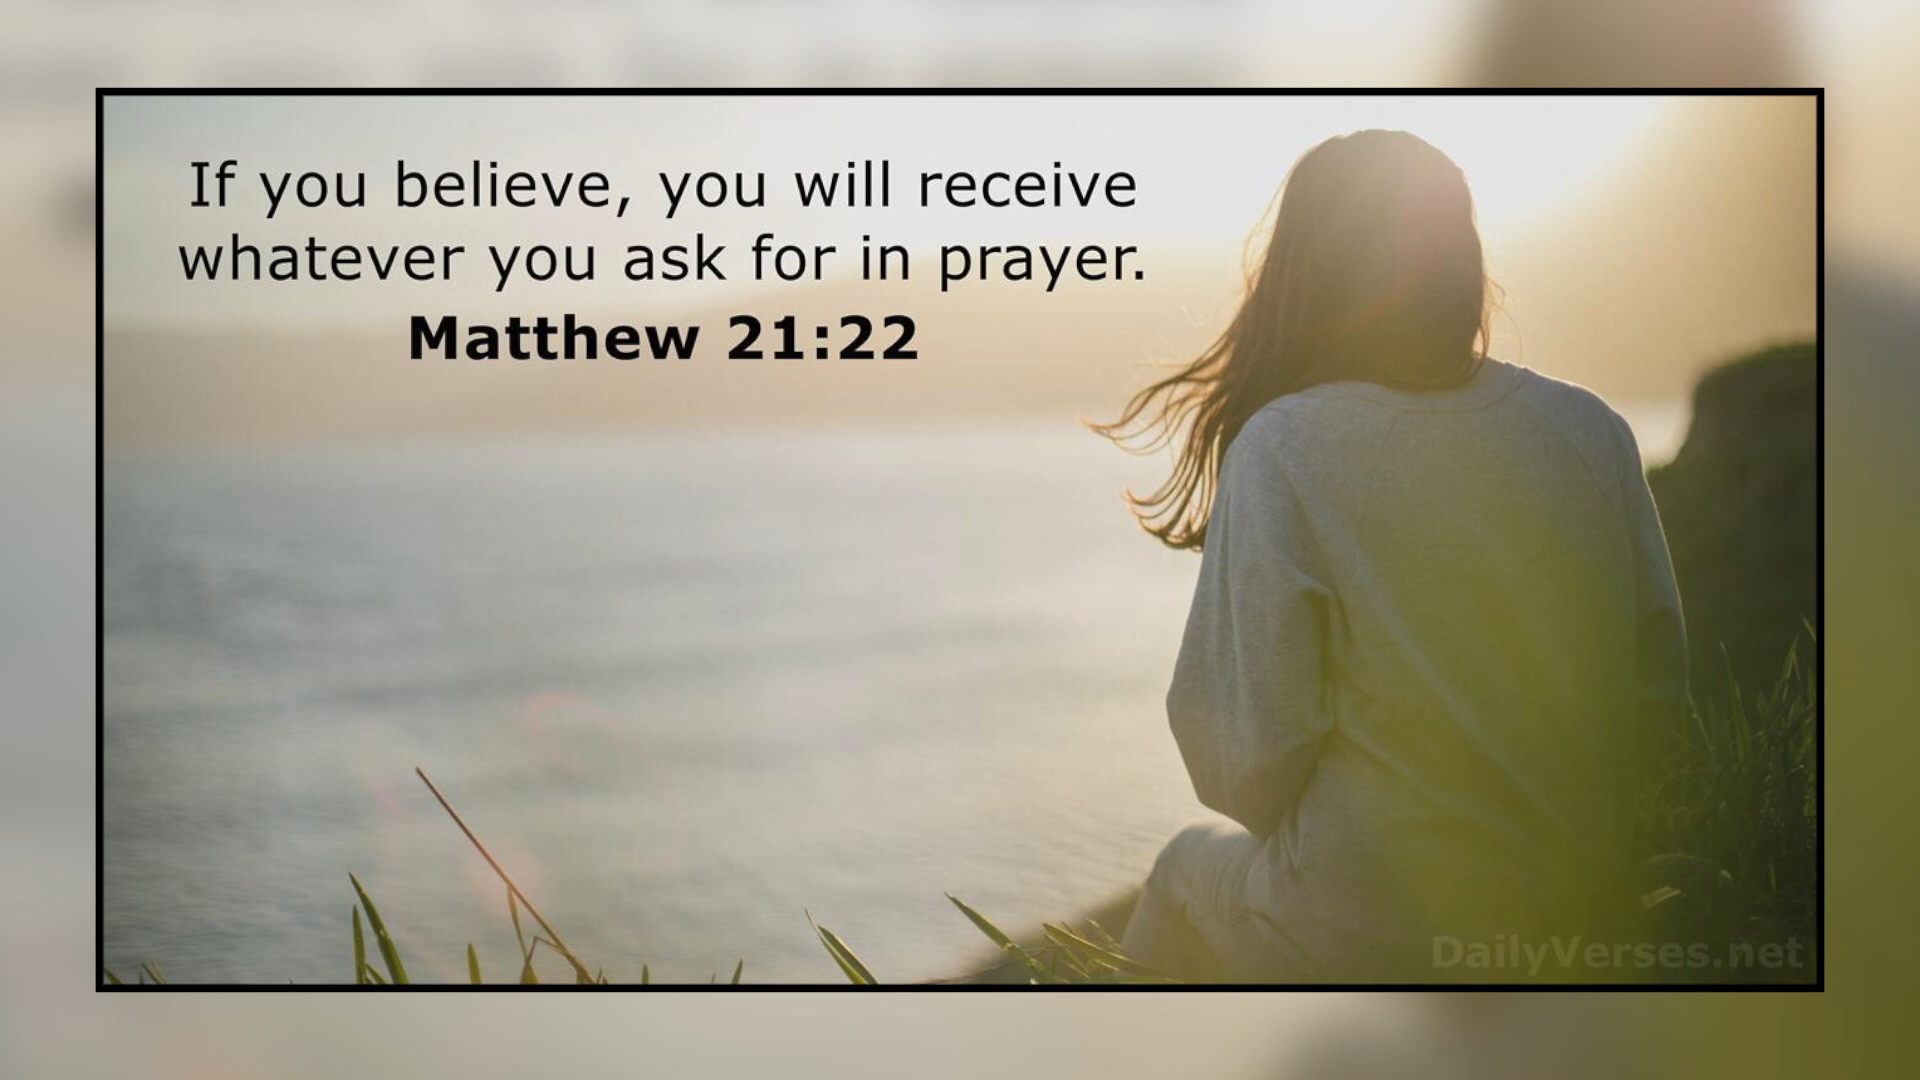 If you believe, you will receive
whatever you ask for in prayer.
Matthew 21:22
DailyVerses.net